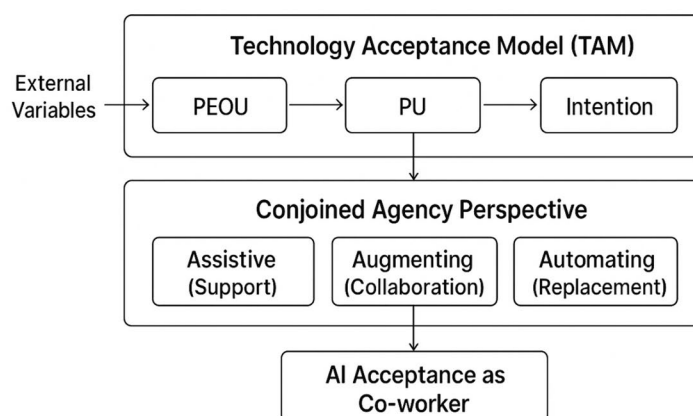 Technology Acceptance Model (TAM)
External
Variables
PEOU
PU
Intention
Conjoined Agency Perspective
Assistive
(Support)
Augmenting
(Collaboration)
Automating
(Replacement)
AI Acceptance as
Co-worker